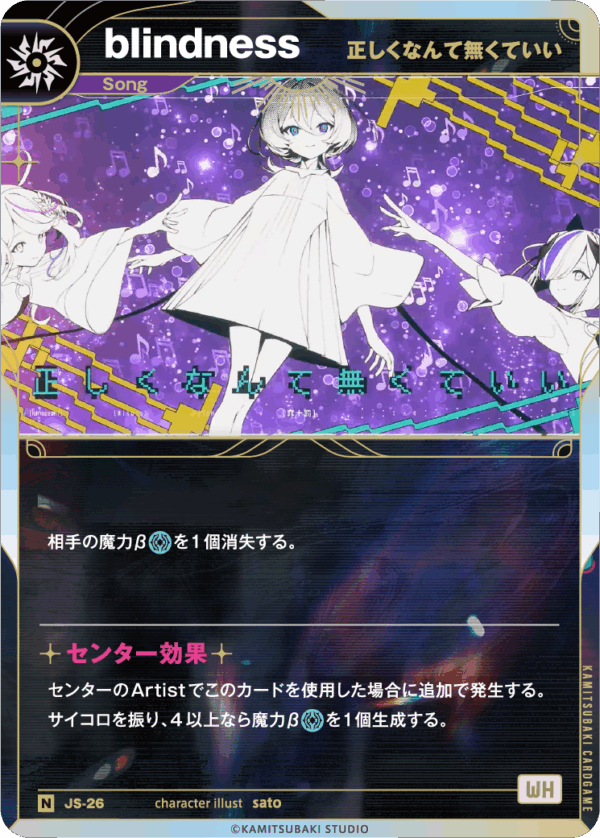 blindness 正しくなんて無くていい
Song
正しくなんて無くていい
相手の魔力β を1個消失する。
センター効果
センターのArtistでこのカードを使用した場合に追加で発生する。
サイコロを振り、4以上なら魔力β を1個生成する。
KAMITSUBAKI CARDGAME
WH
N JS-26 character illust sato
©KAMITSUBAKI STUDIO